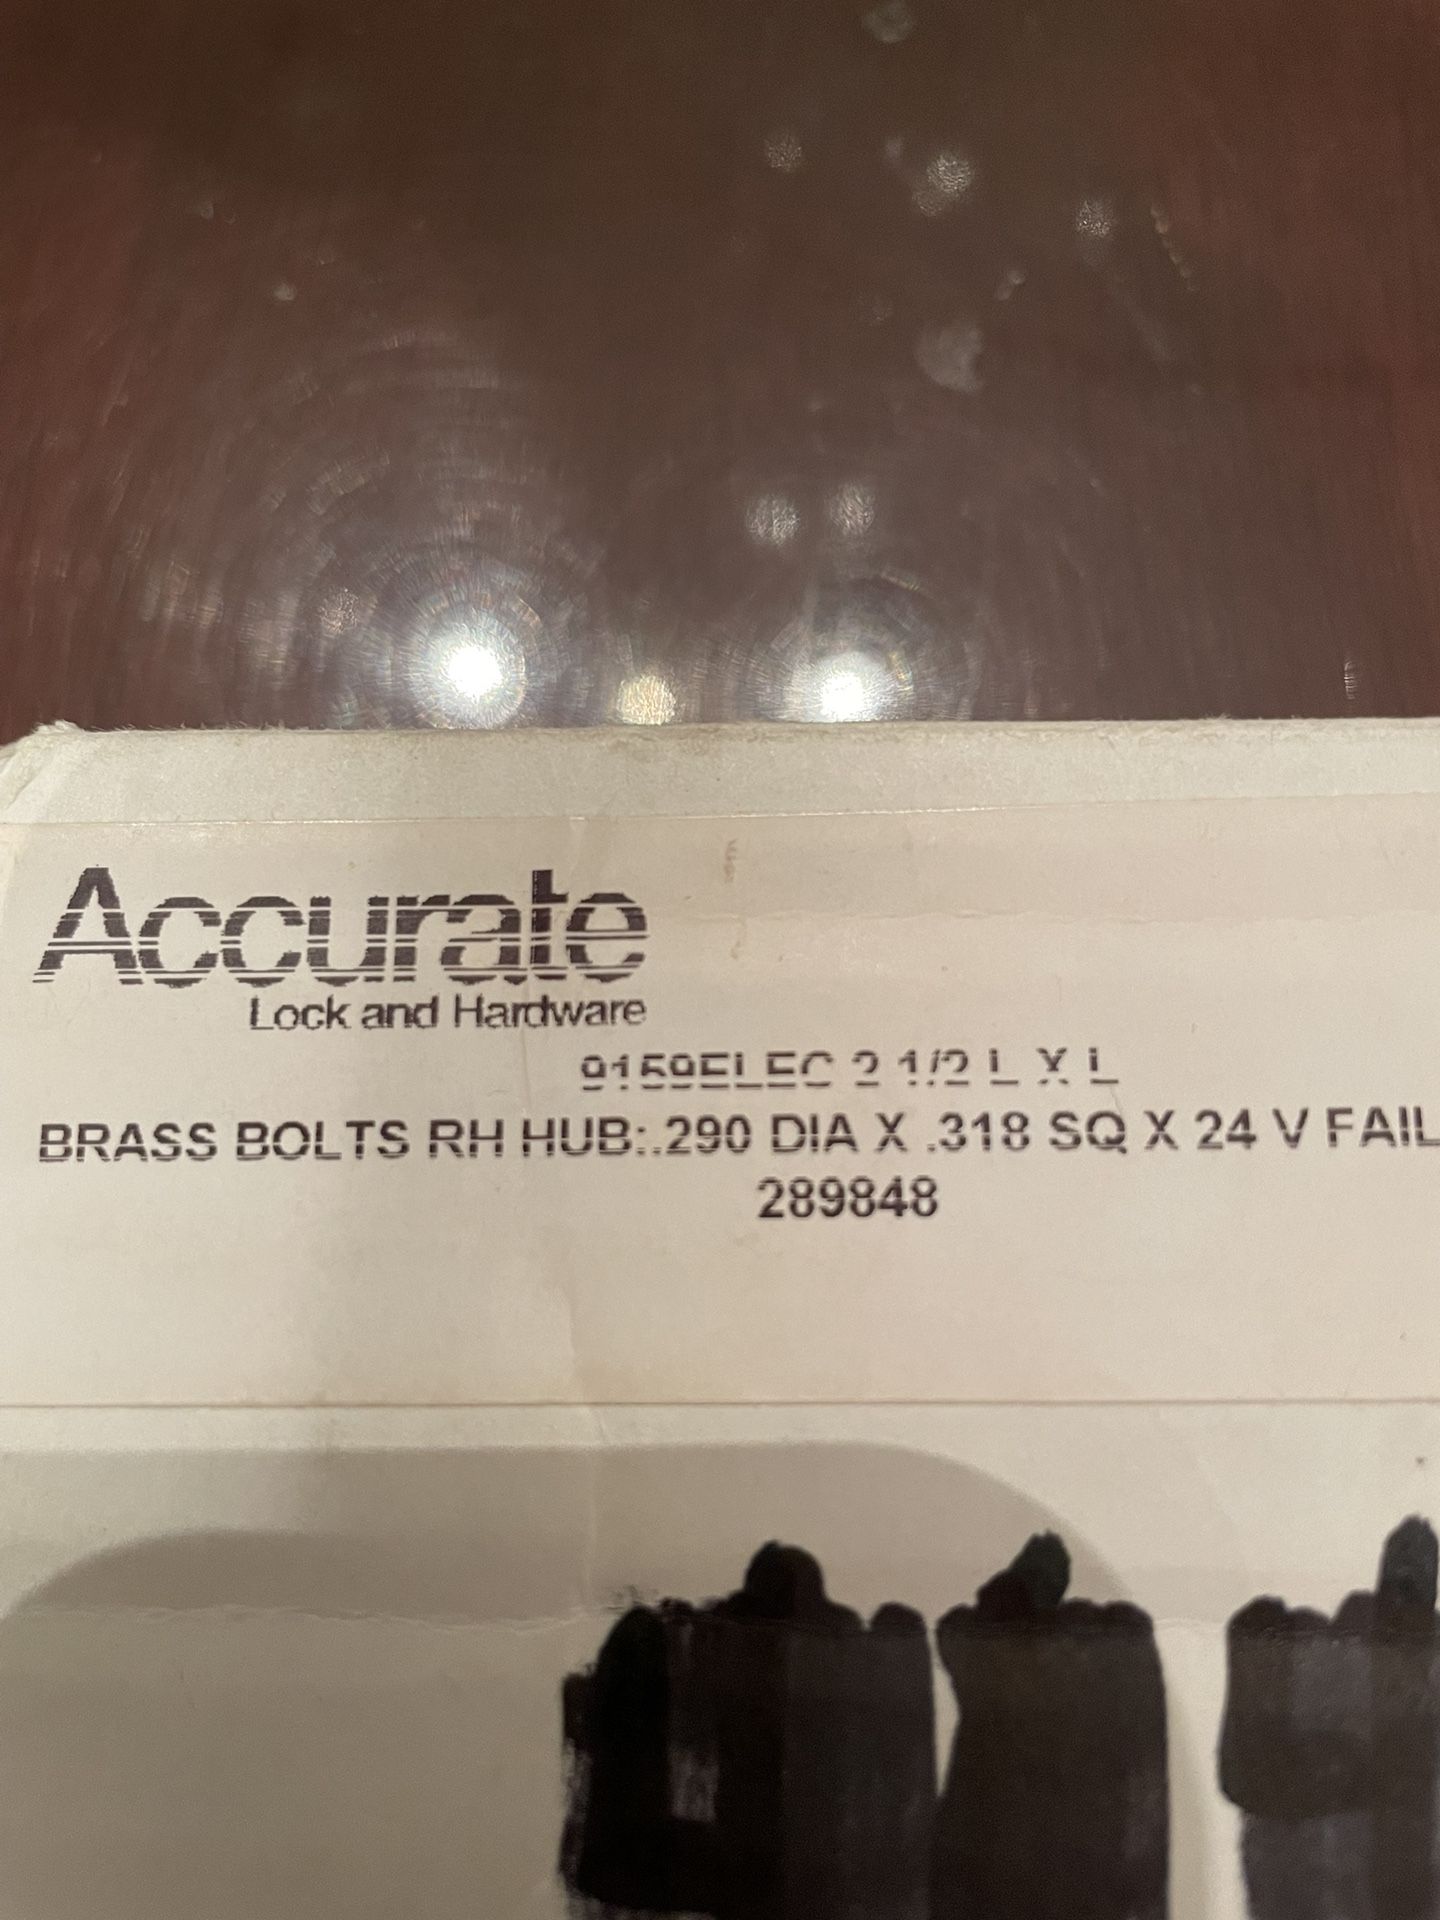 Accurate
Lock and Hardware
9159ELEC 2 1/2 L X L
BRASS BOLTS RH HUB:.290 DIA X .318 SQ X 24 V FAIL
289848